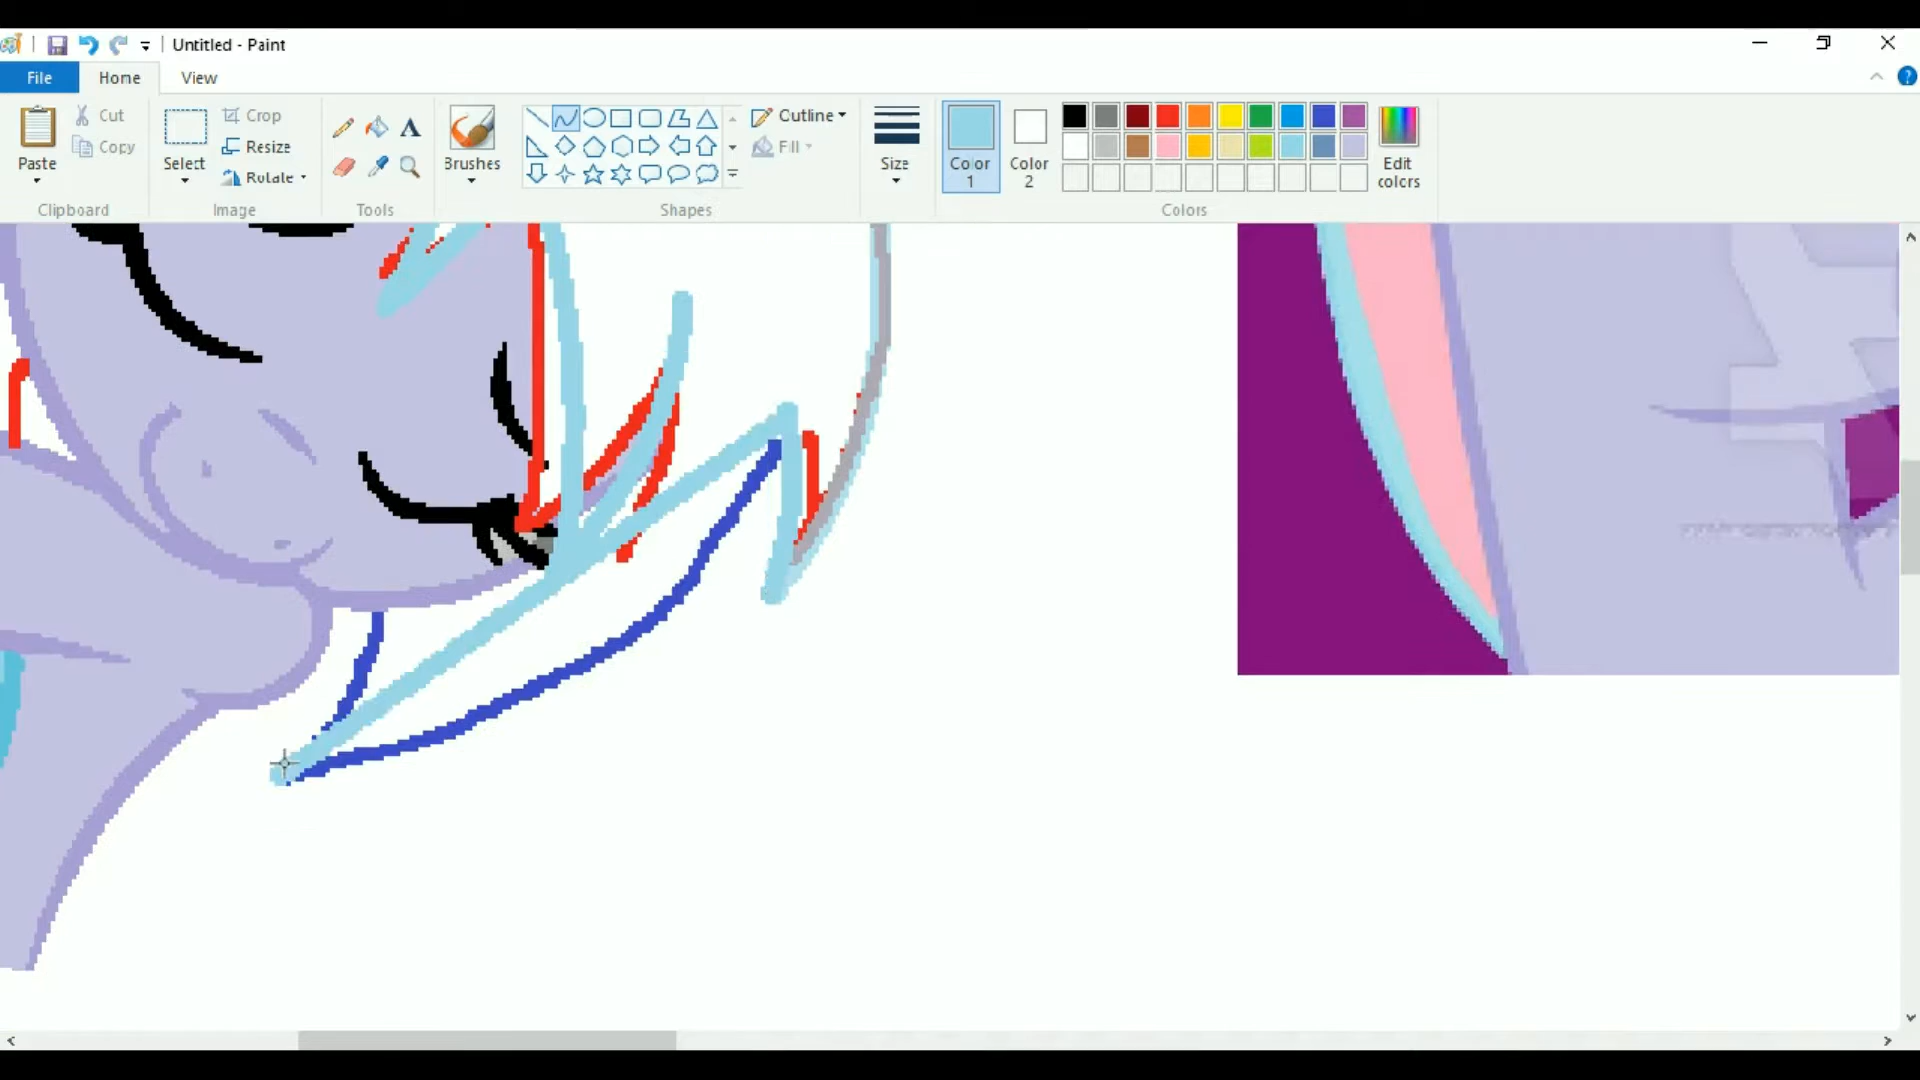 Untitled - Paint
File Home View
Paste
Cut
Copy
Clipboard
Select
Crop
Resize
Rotate
Image
A
Tools
Brushes
Outline
Fill
Shapes
Size
Color 1
Color 2
Edit colors
Colors